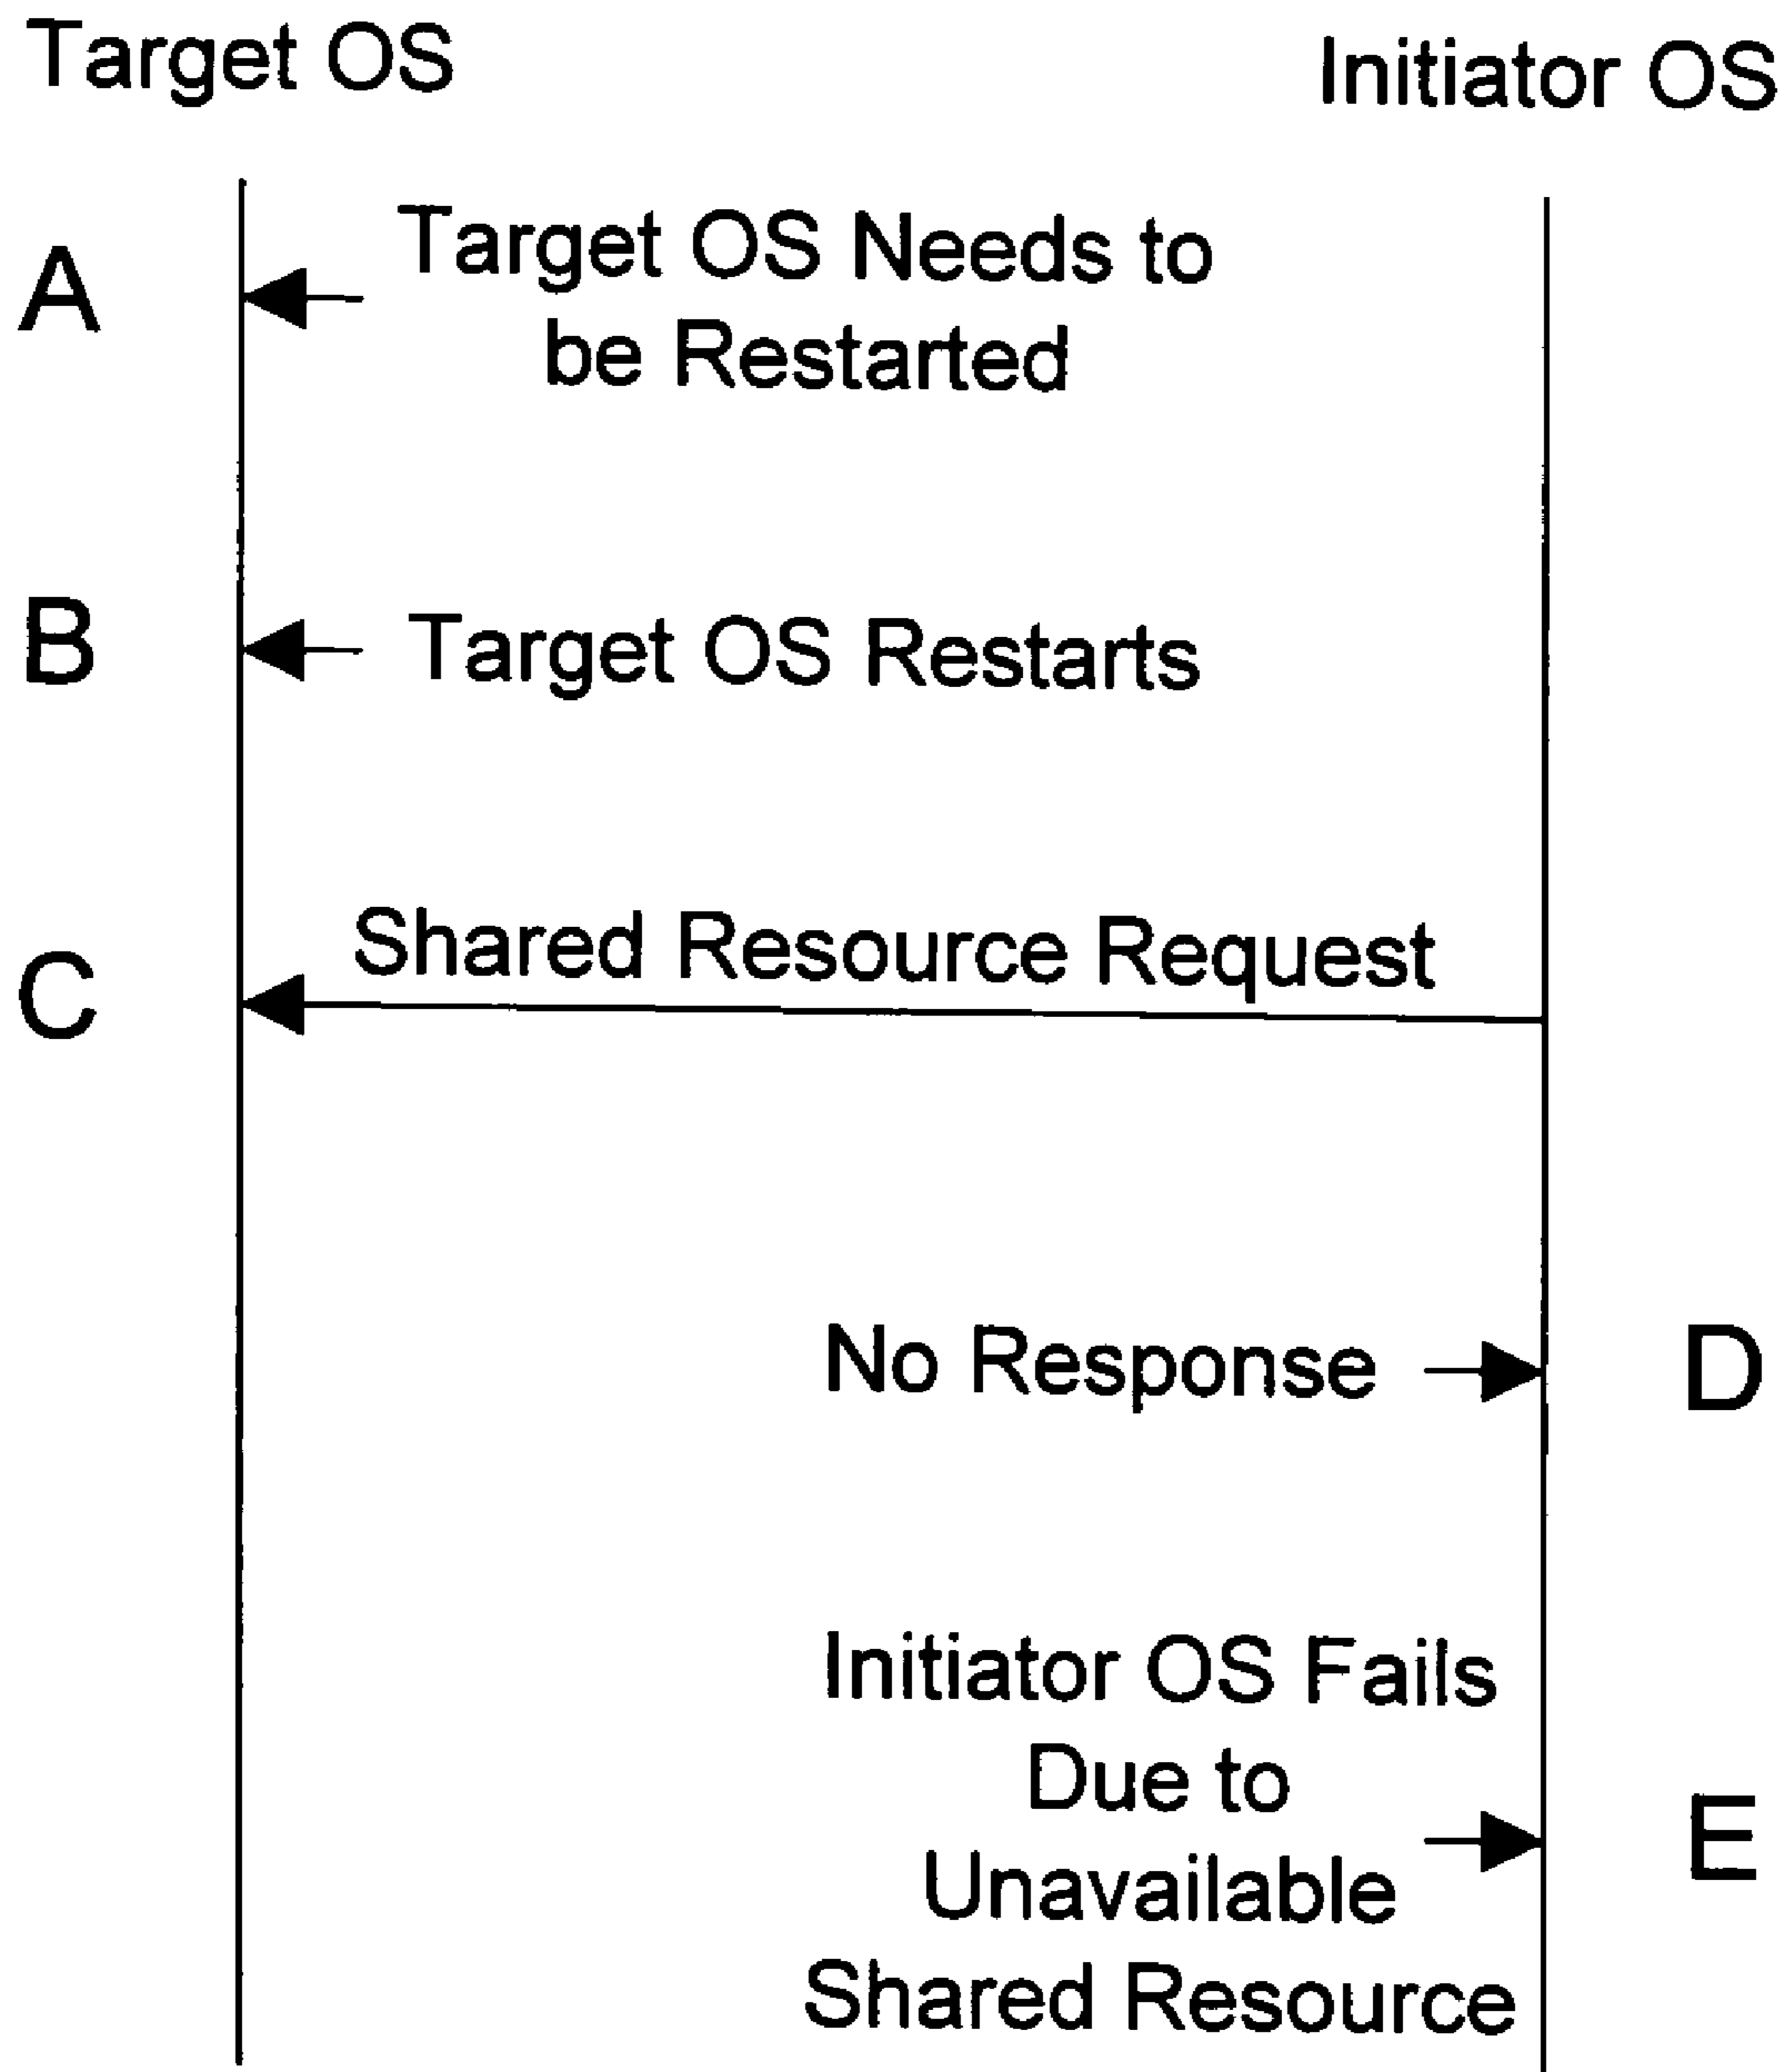 Target OS
Initiator OS
A
Target OS Needs to
be Restarted
B
Target OS Restarts
C
Shared Resource Request
No Response
D
Initiator OS Fails
Due to
Unavailable
Shared Resource
E